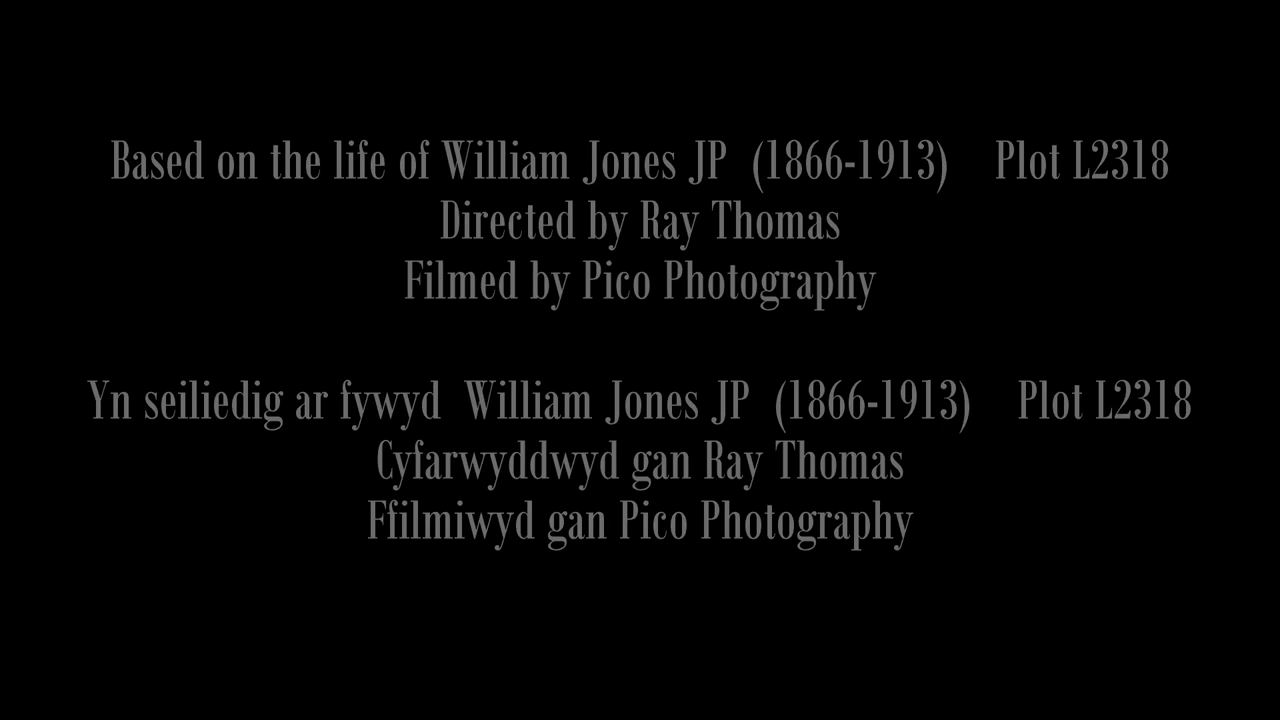 Based on the life of William Jones JP (1866-1913) Plot L2318
Directed by Ray Thomas
Filmed by Pico Photography
Yn seiliedig ar fywyd William Jones JP (1866-1913) Plot L2318
Cyfarwyddwyd gan Ray Thomas
Ffilmiwyd gan Pico Photography